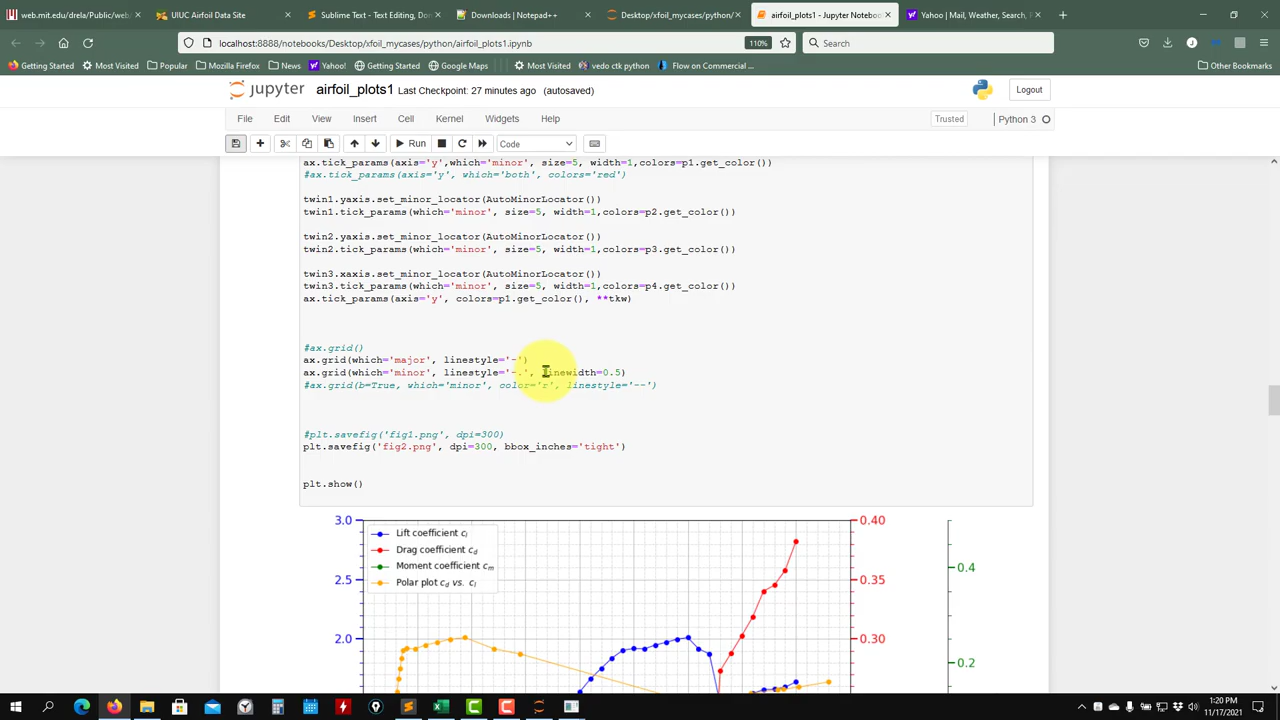 web.mit.edu/drela/Public/web/
UIUC Airfoil Data Site
Sublime Text - Text Editing, Do
Downloads | Notepad++
Desktop/xfoil_mycases/python/
airfoil_plots1 - Jupyter Notebo
Yahoo | Mail, Weather, Search, P
localhost:8888/notebooks/Desktop/xfoil_mycases/python/airfoil_plots1.ipynb
110%
Search
Getting Started
Most Visited
Popular
Mozilla Firefox
News
Yahoo!
Getting Started
Google Maps
Most Visited
vedo ctk python
Flow on Commercial ...
Other Bookmarks
jupyter airfoil_plots1 Last Checkpoint: 27 minutes ago (autosaved)
Logout
File Edit View Insert Cell Kernel Widgets Help
Trusted
Python 3
Run
Code
ax.tick_params(axis='y',which='minor', size=5, width=1,colors=p1.get_color())
#ax.tick_params(axis='y', which='both', colors='red')
twin1.yaxis.set_minor_locator(AutoMinorLocator())
twin1.tick_params(which='minor', size=5, width=1,colors=p2.get_color())
twin2.yaxis.set_minor_locator(AutoMinorLocator())
twin2.tick_params(which='minor', size=5, width=1,colors=p3.get_color())
twin3.xaxis.set_minor_locator(AutoMinorLocator())
twin3.tick_params(which='minor', size=5, width=1,colors=p4.get_color())
ax.tick_params(axis='y', colors=p1.get_color(), **tkw)
#ax.grid()
ax.grid(which='major', linestyle='-')
ax.grid(which='minor', linestyle='-.', linewidth=0.5)
#ax.grid(b=True, which='minor', color='r', linestyle='--')
#plt.savefig('fig1.png', dpi=300)
plt.savefig('fig2.png', dpi=300, bbox_inches='tight')
plt.show()
3.0
Lift coefficient cl
Drag coefficient cd
Moment coefficient cm
Polar plot cd vs. cl
0.40
0.4
2.5
0.35
2.0
0.30
0.2
1:20 PM
11/17/2021